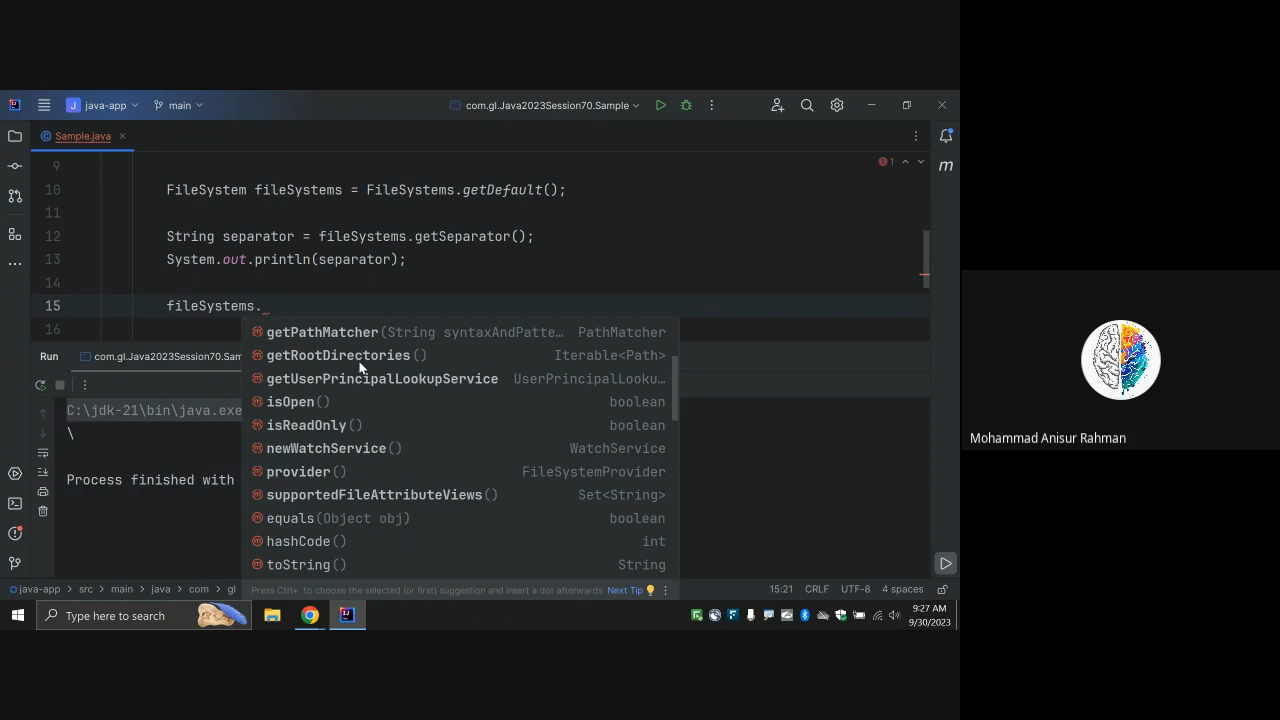 J java-app main com.gl.Java2023Session70.Sample
Sample.java
9
1
10 FileSystem fileSystems = FileSystems.getDefault();
11
12 String separator = fileSystems.getSeparator();
13 System.out.println(separator);
14
15 fileSystems.
16
getPathMatcher(String syntaxAndPatte… PathMatcher
getRootDirectories() Iterable<Path>
getUserPrincipalLookupService UserPrincipalLooku…
isOpen() boolean
isReadOnly() boolean
newWatchService() WatchService
provider() FileSystemProvider
supportedFileAttributeViews() Set<String>
equals(Object obj) boolean
hashCode() int
toString() String
Press Ctrl+. to choose the selected (or first) suggestion and insert a dot afterwards Next Tip
Run com.gl.Java2023Session70.Sam
C:\jdk-21\bin\java.exe
\
Process finished with
java-app > src > main > java > com > gl
15:21 CRLF UTF-8 4 spaces
Type here to search
9:27 AM
9/30/2023
m
Mohammad Anisur Rahman